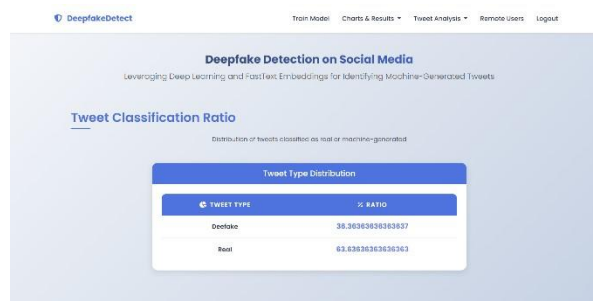 DeepfakeDetect
Train Model Charts & Results Tweet Analysis Remote Users Logout
Deepfake Detection on Social Media
Leveraging Deep Learning and FastText Embeddings for Identifying Machine-Generated Tweets
Tweet Classification Ratio
Distribution of tweets classified as real or machine-generated
Tweet Type Distribution
TWEET TYPE % RATIO
Deefake 36.36363636363637
Real 63.63636363636363